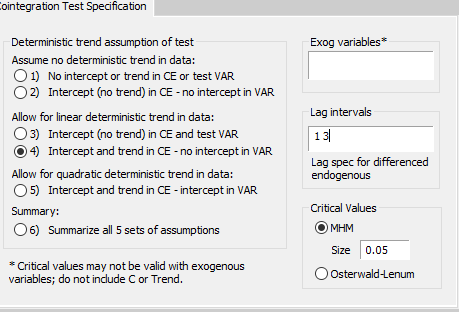 Cointegration Test Specification
Deterministic trend assumption of test
Assume no deterministic trend in data:
1) No intercept or trend in CE or test VAR
2) Intercept (no trend) in CE - no intercept in VAR
Allow for linear deterministic trend in data:
3) Intercept (no trend) in CE and test VAR
4) Intercept and trend in CE - no intercept in VAR
Allow for quadratic deterministic trend in data:
5) Intercept and trend in CE - intercept in VAR
Summary:
6) Summarize all 5 sets of assumptions
* Critical values may not be valid with exogenous
variables; do not include C or Trend.
Exog variables*
Lag intervals
1 3
Lag spec for differenced
endogenous
Critical Values
MHM
Size 0.05
Osterwald-Lenum